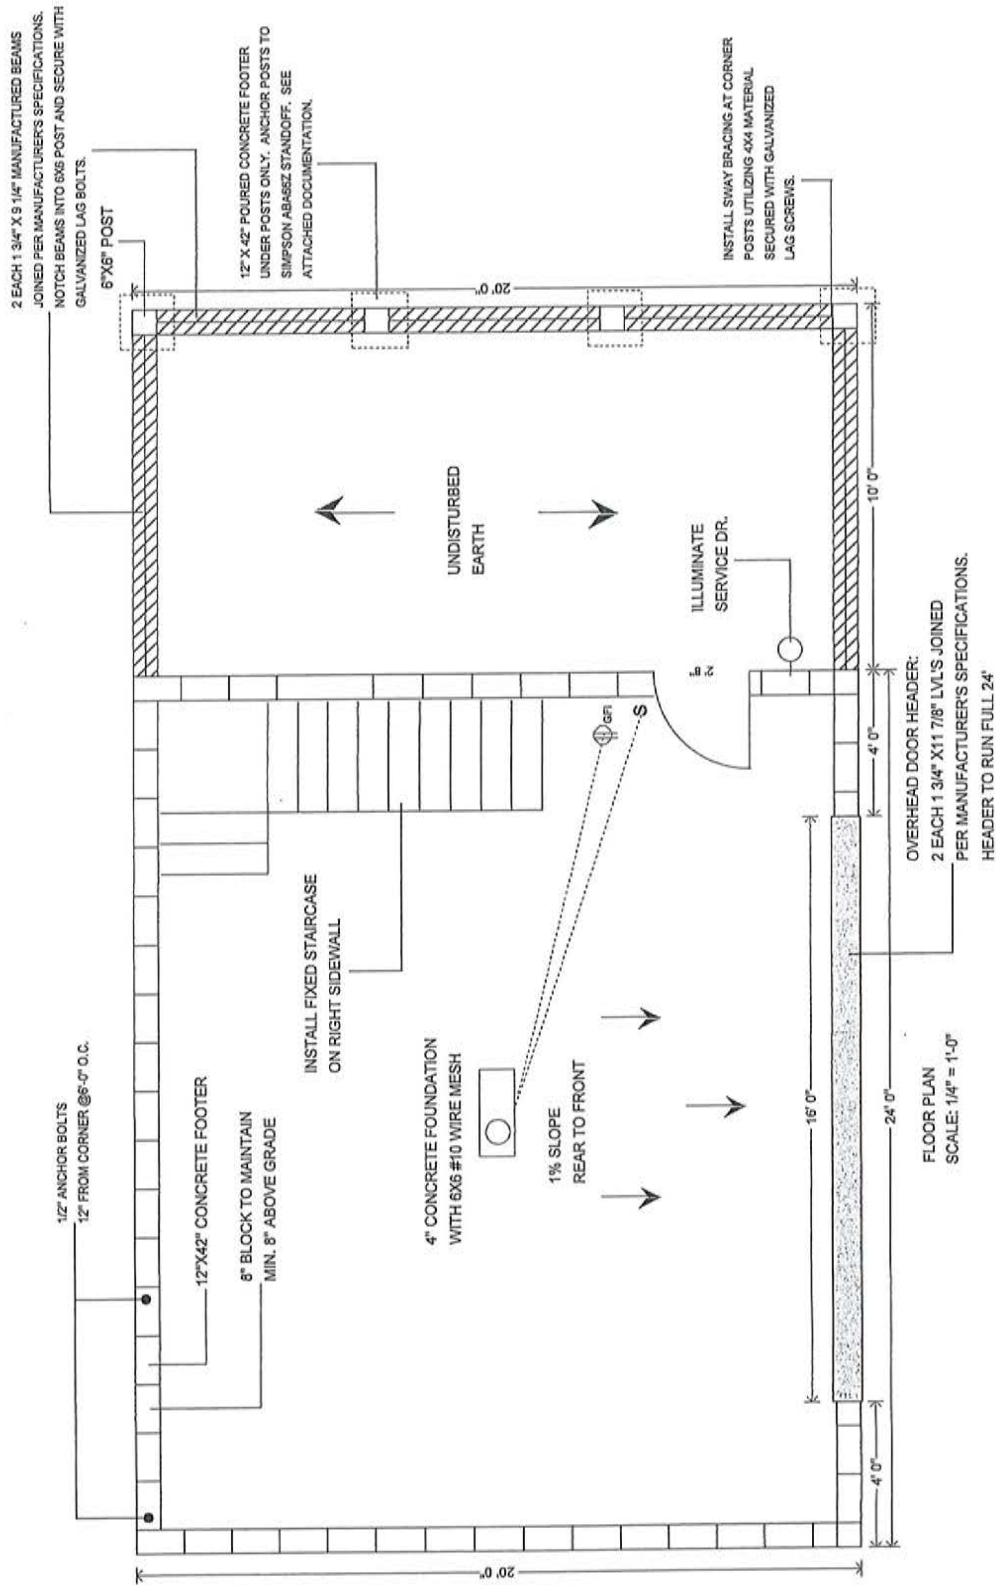 2 EACH 1 3/4" X 9 1/4" MANUFACTURED BEAMS
JOINED PER MANUFACTURER'S SPECIFICATIONS.
NOTCH BEAMS INTO 6X6 POST AND SECURE WITH
GALVANIZED LAG BOLTS.
6"X6" POST
12" X 42" POURED CONCRETE FOOTER
UNDER POSTS ONLY. ANCHOR POSTS TO
SIMPSON ABA66Z STANDOFF. SEE
ATTACHED DOCUMENTATION.
INSTALL SWAY BRACING AT CORNER
POSTS UTILIZING 4X4 MATERIAL
SECURED WITH GALVANIZED
LAG SCREWS.
20' 0"
UNDISTURBED
EARTH
10' 0"
ILLUMINATE
SERVICE DR.
2' 8"
GFI
S
4' 0"
OVERHEAD DOOR HEADER:
2 EACH 1 3/4" X11 7/8" LVL'S JOINED
PER MANUFACTURER'S SPECIFICATIONS.
HEADER TO RUN FULL 24'
INSTALL FIXED STAIRCASE
ON RIGHT SIDEWALL
1/2" ANCHOR BOLTS
12" FROM CORNER @6'-0" O.C.
12"X42" CONCRETE FOOTER
8" BLOCK TO MAINTAIN
MIN. 8" ABOVE GRADE
4" CONCRETE FOUNDATION
WITH 6X6 #10 WIRE MESH
1% SLOPE
REAR TO FRONT
16' 0"
24' 0"
4' 0"
20' 0"
FLOOR PLAN
SCALE: 1/4" = 1'-0"